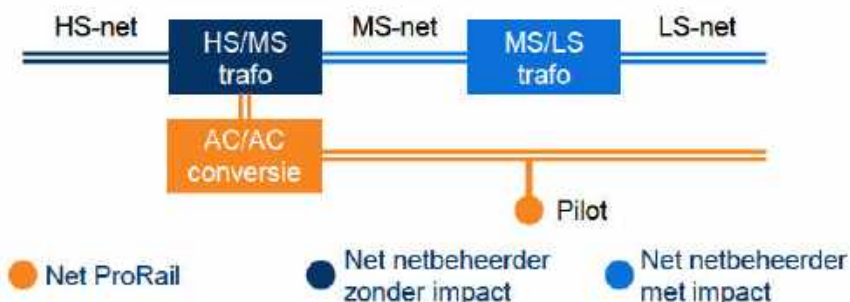 HS-net
HS/MS
trafo
MS-net
MS/LS
trafo
LS-net
AC/AC
conversie
Pilot
Net ProRail
Net netbeheerder
zonder impact
Net netbeheerder
met impact